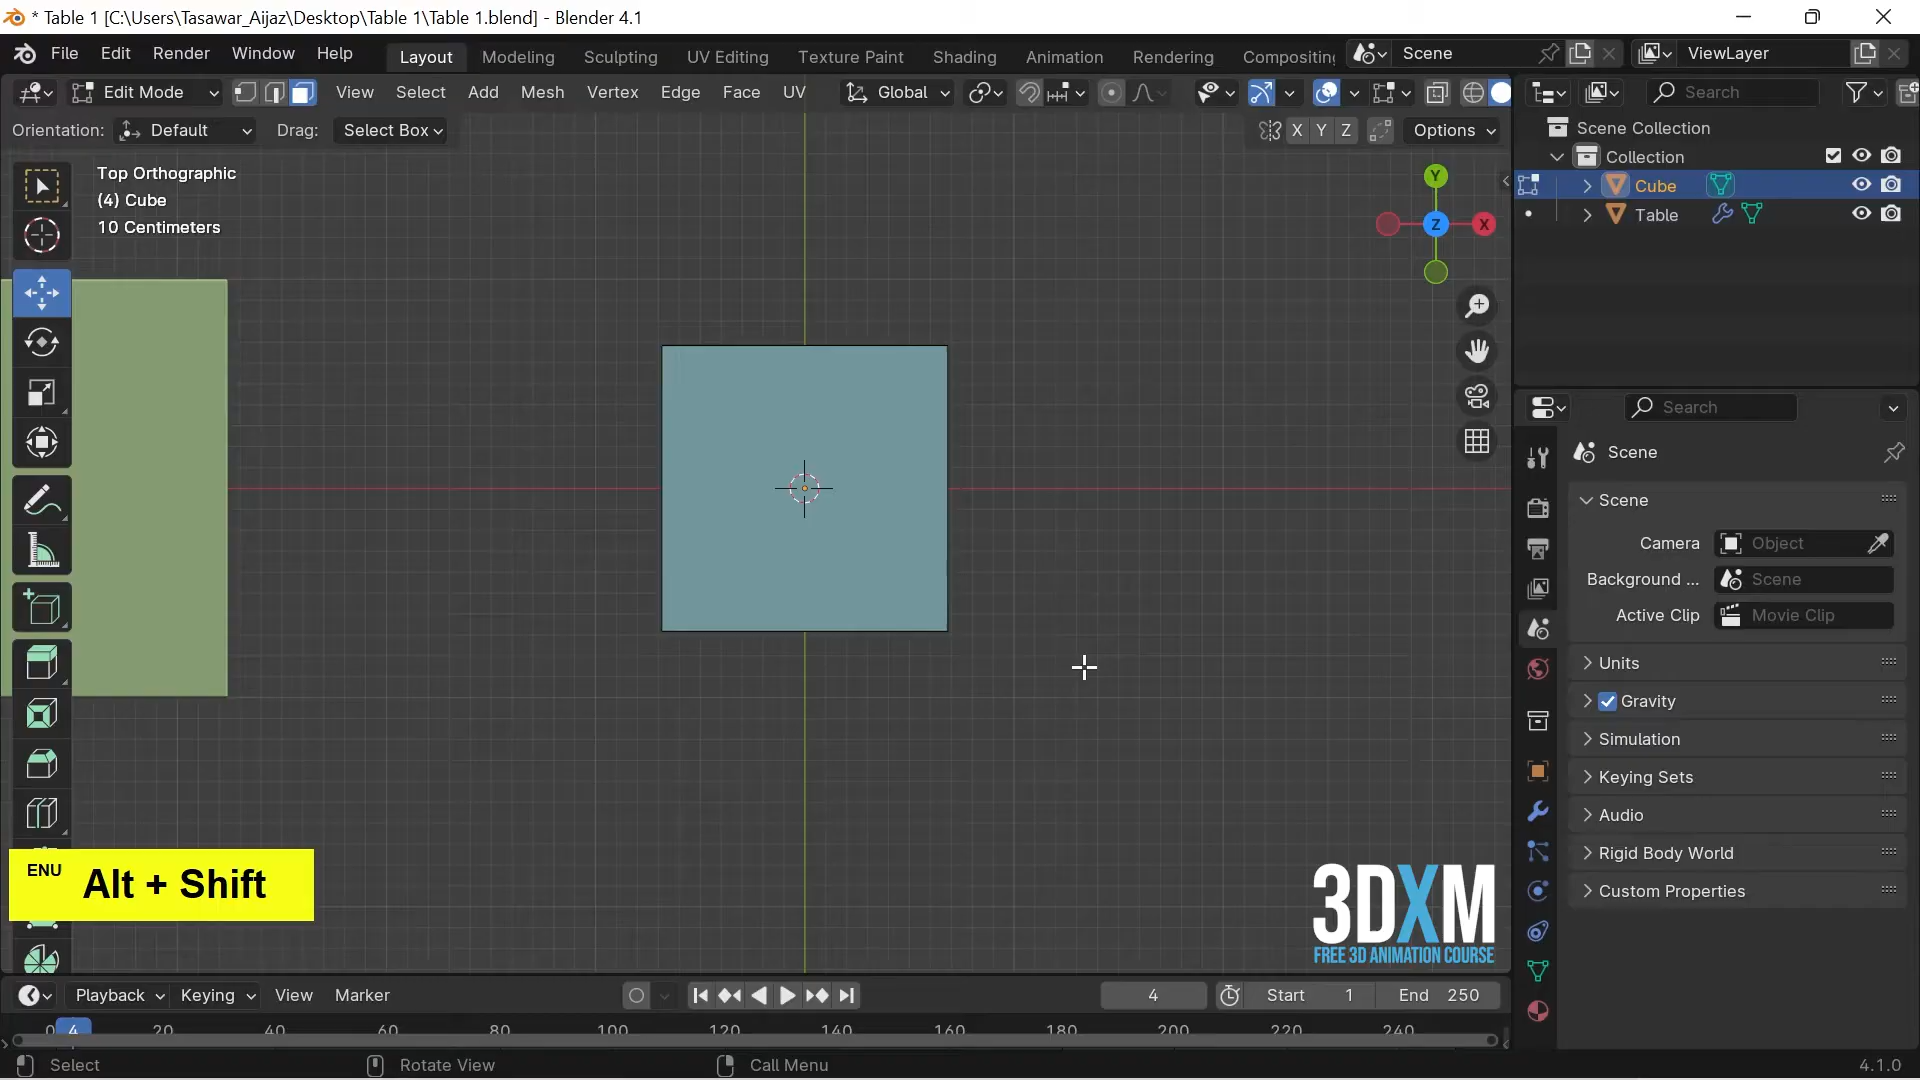 * Table 1 [C:\Users\Tasawar_Aijaz\Desktop\Table 1\Table 1.blend] - Blender 4.1
File Edit Render Window Help Layout Modeling Sculpting UV Editing Texture Paint Shading Animation Rendering Compositing Scene ViewLayer
Edit Mode View Select Add Mesh Vertex Edge Face UV Global Search
Orientation: Default Drag: Select Box X Y Z Options
Scene Collection
Collection
Cube
Table
Top Orthographic
(4) Cube
10 Centimeters
Y
Z X
Search
Scene
Scene
Camera Object
Background ... Scene
Active Clip Movie Clip
Units
Gravity
Simulation
Keying Sets
Audio
Rigid Body World
Custom Properties
ENU Alt + Shift
3DXM
FREE 3D ANIMATION COURSE
Playback Keying View Marker 4 Start 1 End 250
0 4 20 40 60 80 100 120 140 160 180 200 220 240
Select Rotate View Call Menu 4.1.0